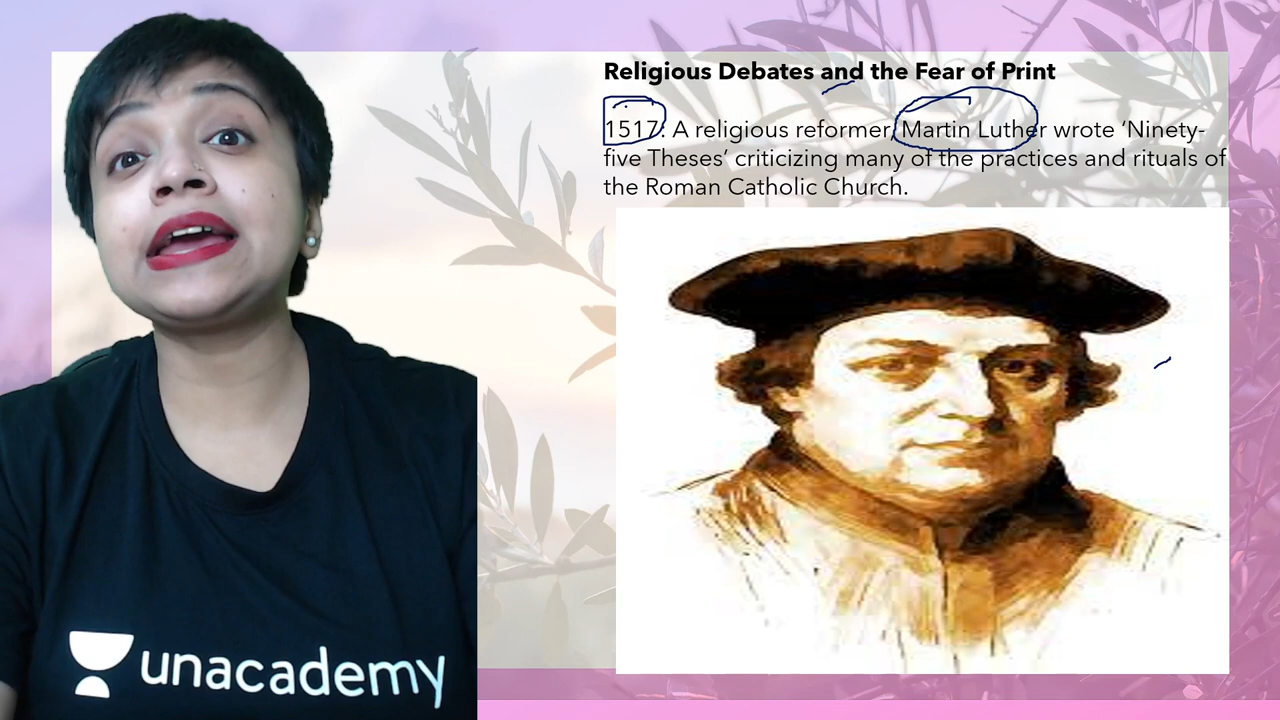 Religious Debates and the Fear of Print
1517: A religious reformer Martin Luther wrote ‘Ninety-
five Theses’ criticizing many of the practices and rituals of
the Roman Catholic Church.
unacademy